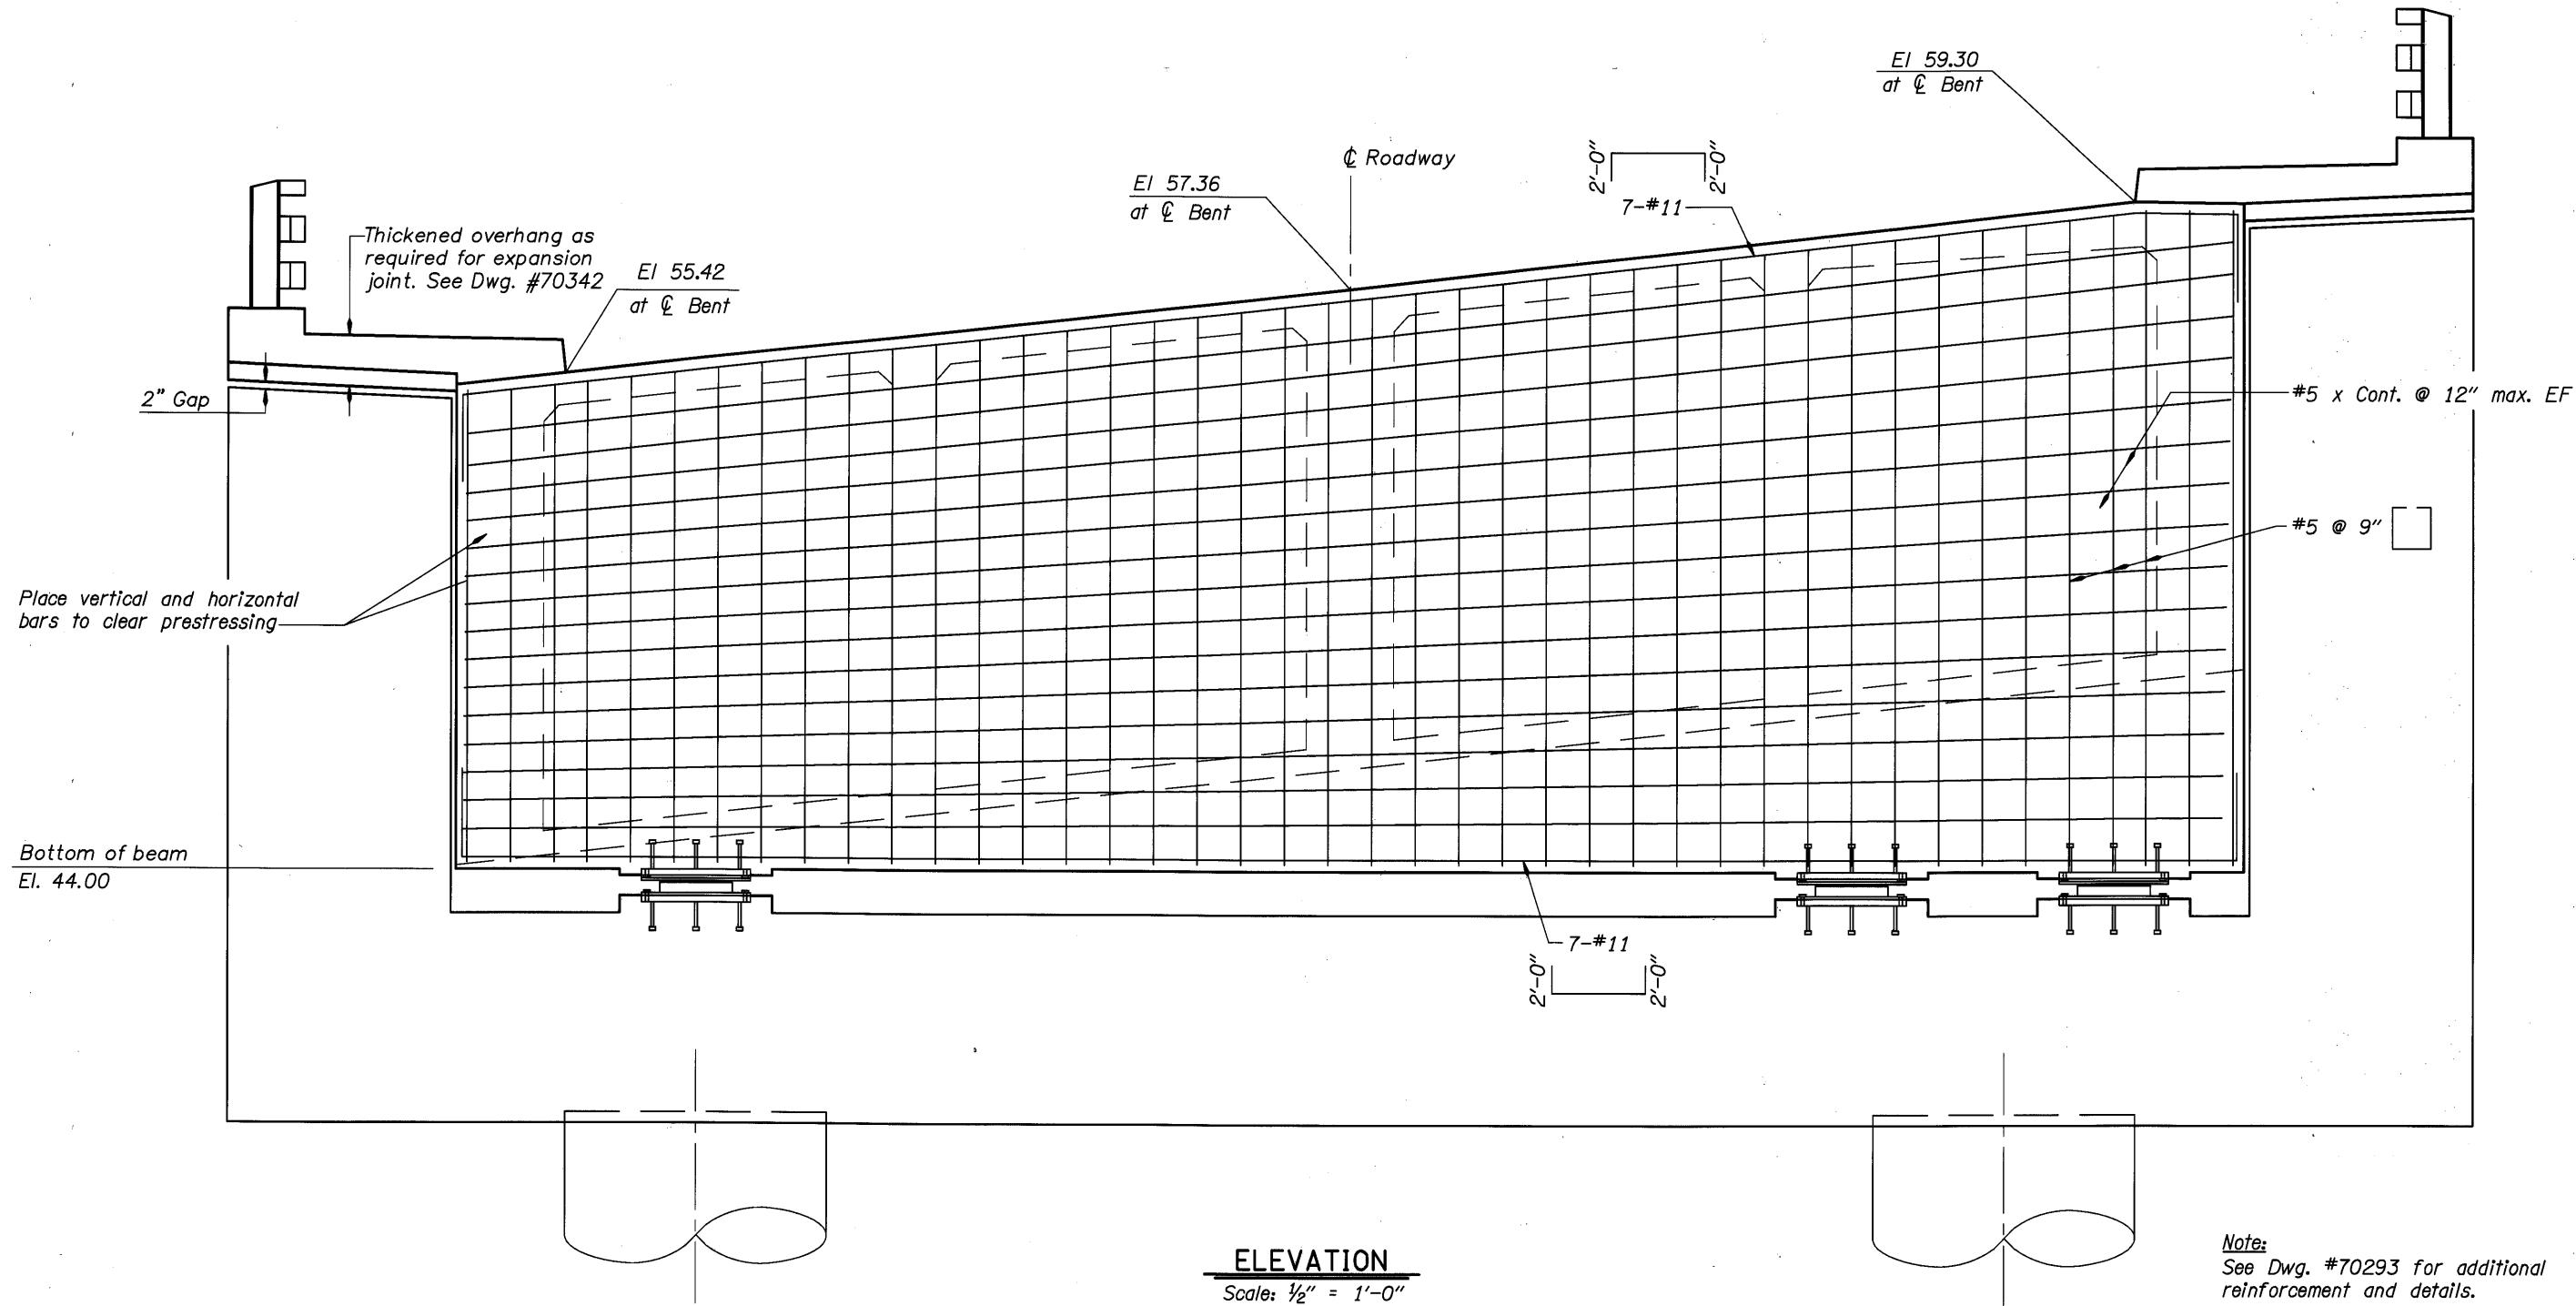 El 59.30
at ℄ Bent
℄ Roadway
2'-0" 2'-0"
7-#11
El 57.36
at ℄ Bent
Thickened overhang as
required for expansion
joint. See Dwg. #70342
El 55.42
at ℄ Bent
2" Gap
#5 x Cont. @ 12" max. EF
#5 @ 9"
Place vertical and horizontal
bars to clear prestressing
Bottom of beam
El. 44.00
7-#11
2'-0" 2'-0"
ELEVATION
Scale: ½" = 1'-0"
Note:
See Dwg. #70293 for additional
reinforcement and details.